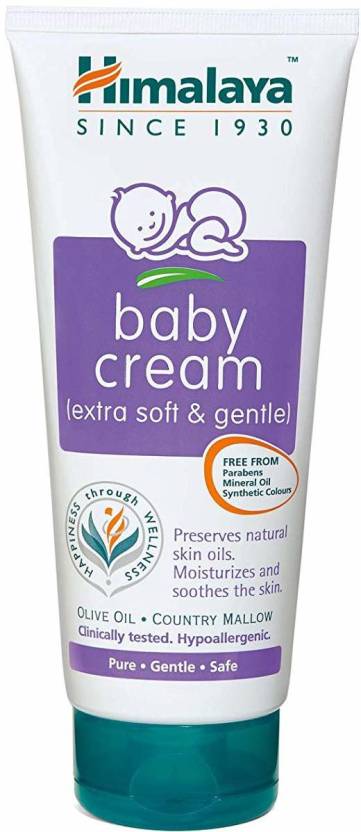 Himalaya™
SINCE 1930
baby
cream
(extra soft & gentle)
FREE FROM
Parabens
Mineral Oil
Synthetic Colours
HAPPINESS through WELLNESS
Preserves natural
skin oils.
Moisturizes and
soothes the skin.
OLIVE OIL • COUNTRY MALLOW
Clinically tested. Hypoallergenic.
Pure • Gentle • Safe